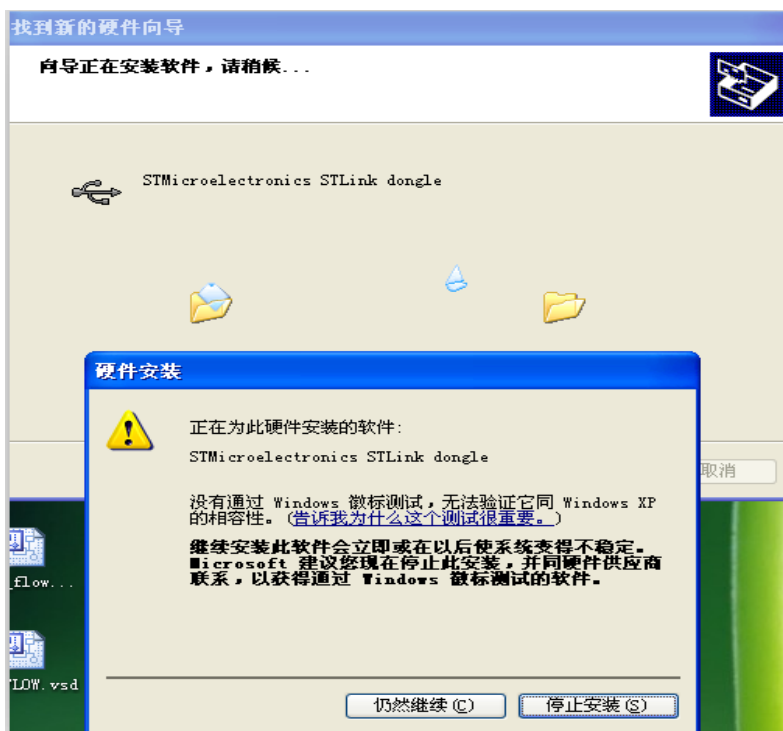 找到新的硬件向导
向导正在安装软件，请稍候...
STMicroelectronics STLink dongle
硬件安装
正在为此硬件安装的软件:
STMicroelectronics STLink dongle
没有通过 Windows 徽标测试，无法验证它同 Windows XP
的相容性。(告诉我为什么这个测试很重要。)
继续安装此软件会立即或在以后使系统变得不稳定。
Microsoft 建议您现在停止此安装，并同硬件供应商
联系，以获得通过 Windows 徽标测试的软件。
仍然继续(C)
停止安装(S)
取消
_flow...
LOW.vsd